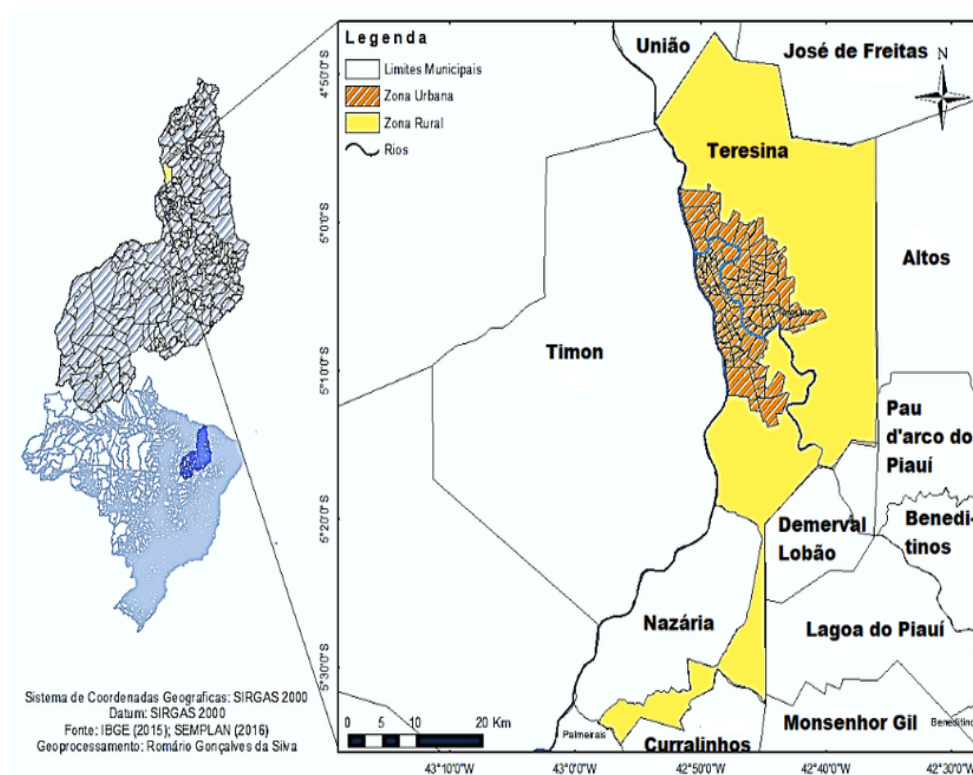 Legenda
Limites Municipais
Zona Urbana
Zona Rural
Rios
União
José de Freitas
N
Teresina
Altos
Timon
Teresina
Pau
d'arco do
Piauí
Demerval
Lobão
Benedi-
tinos
Nazária
Lagoa do Piauí
Monsenhor Gil
Beneditino
Palmeirais
Curralinhos
0 5 10 20 Km
4°50'0"S
5°0'0"S
5°10'0"S
5°20'0"S
5°30'0"S
43°10'0"W
43°0'0"W
42°50'0"W
42°40'0"W
42°30'0"W
Sistema de Coordenadas Geograficas: SIRGAS 2000
Datum: SIRGAS 2000
Fonte: IBGE (2015); SEMPLAN (2016)
Geoprocessamento: Romário Gonçalves da Silva